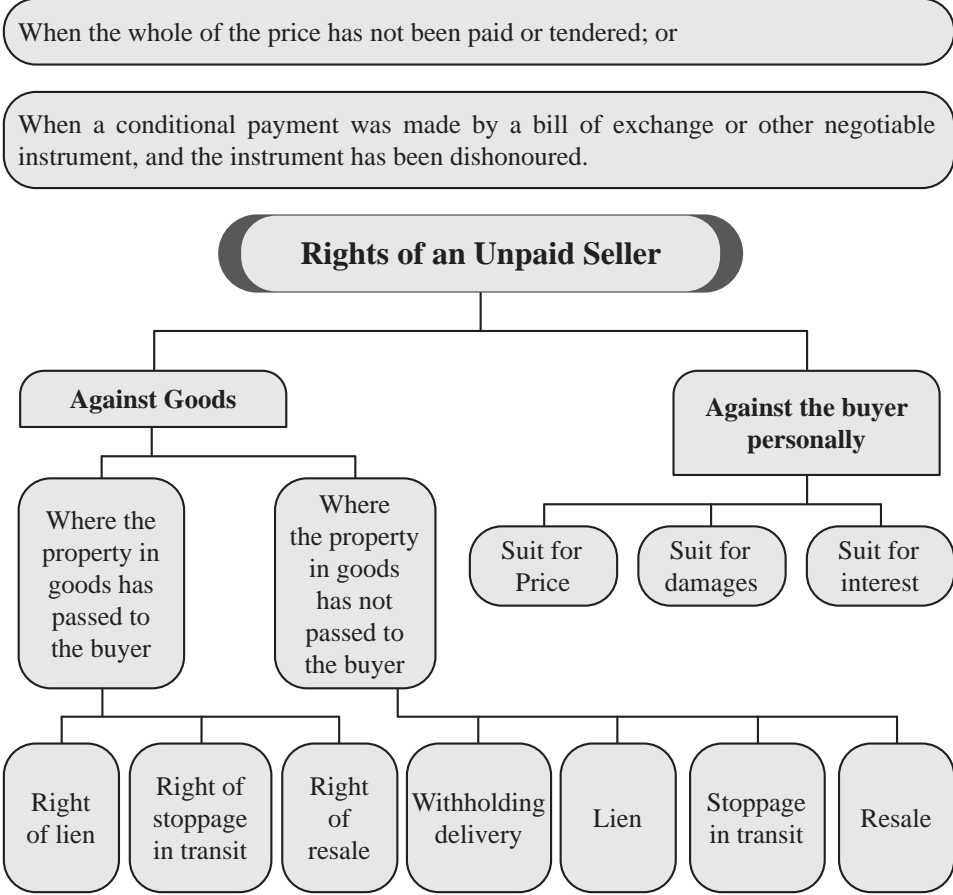 When the whole of the price has not been paid or tendered; or
When a conditional payment was made by a bill of exchange or other negotiable
instrument, and the instrument has been dishonoured.
Rights of an Unpaid Seller
Against Goods
Against the buyer
personally
Where the
property in
goods has
passed to
the buyer
Where
the property
in goods
has not
passed to
the buyer
Suit for
Price
Suit for
damages
Suit for
interest
Right
of lien
Right of
stoppage
in transit
Right
of
resale
Withholding
delivery
Lien
Stoppage
in transit
Resale